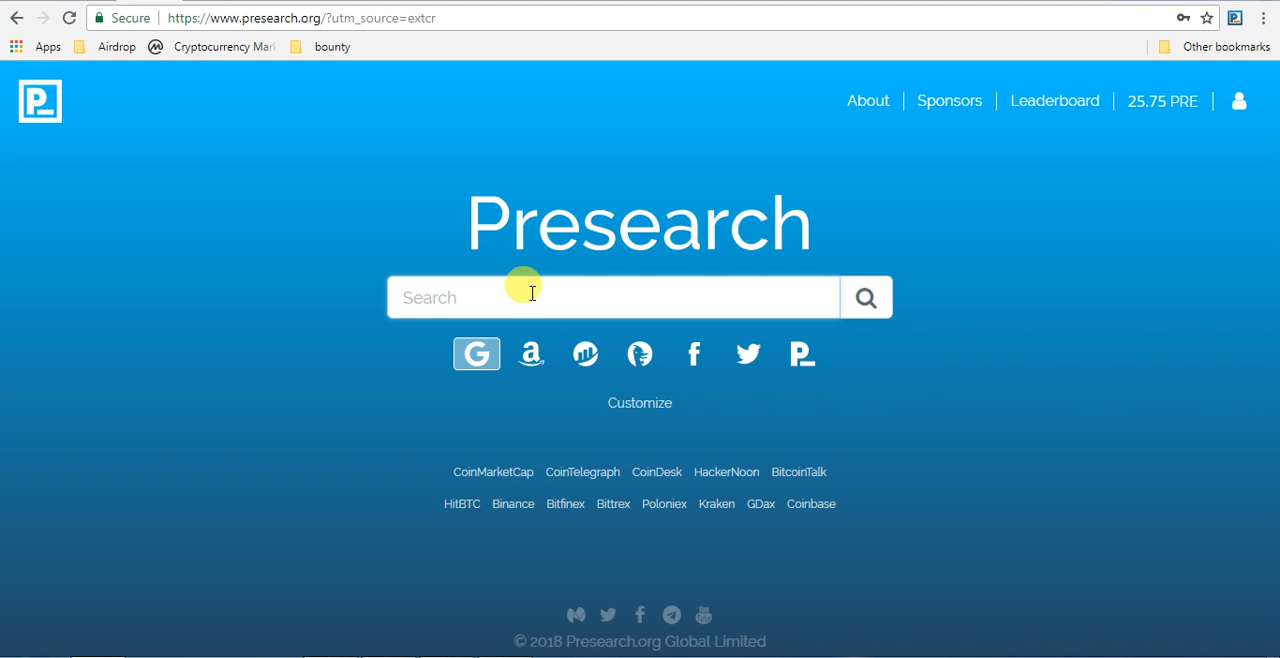 Secure https://www.presearch.org/?utm_source=extcr
Apps Airdrop Cryptocurrency Mark bounty Other bookmarks
P_ About Sponsors Leaderboard 25.75 PRE
Presearch
Search
Customize
CoinMarketCap CoinTelegraph CoinDesk HackerNoon BitcoinTalk
HitBTC Binance Bitfinex Bittrex Poloniex Kraken GDax Coinbase
© 2018 Presearch.org Global Limited